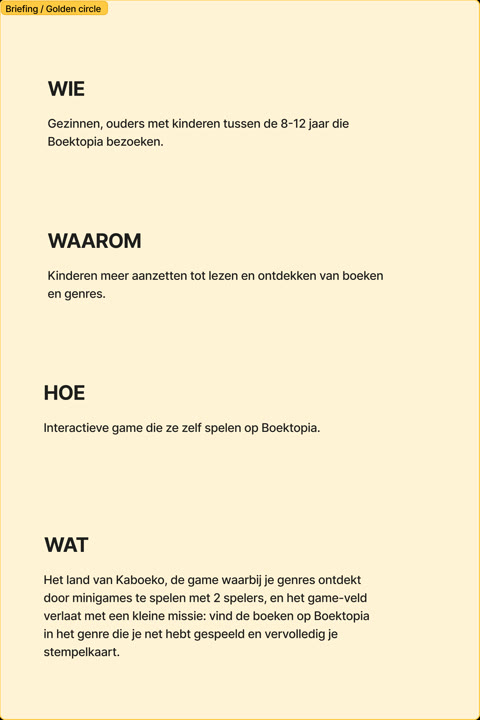 Briefing / Golden circle
WIE
Gezinnen, ouders met kinderen tussen de 8-12 jaar die
Boektopia bezoeken.
WAAROM
Kinderen meer aanzetten tot lezen en ontdekken van boeken
en genres.
HOE
Interactieve game die ze zelf spelen op Boektopia.
WAT
Het land van Kaboeko, de game waarbij je genres ontdekt
door minigames te spelen met 2 spelers, en het game-veld
verlaat met een kleine missie: vind de boeken op Boektopia
in het genre die je net hebt gespeeld en vervolledig je
stempelkaart.